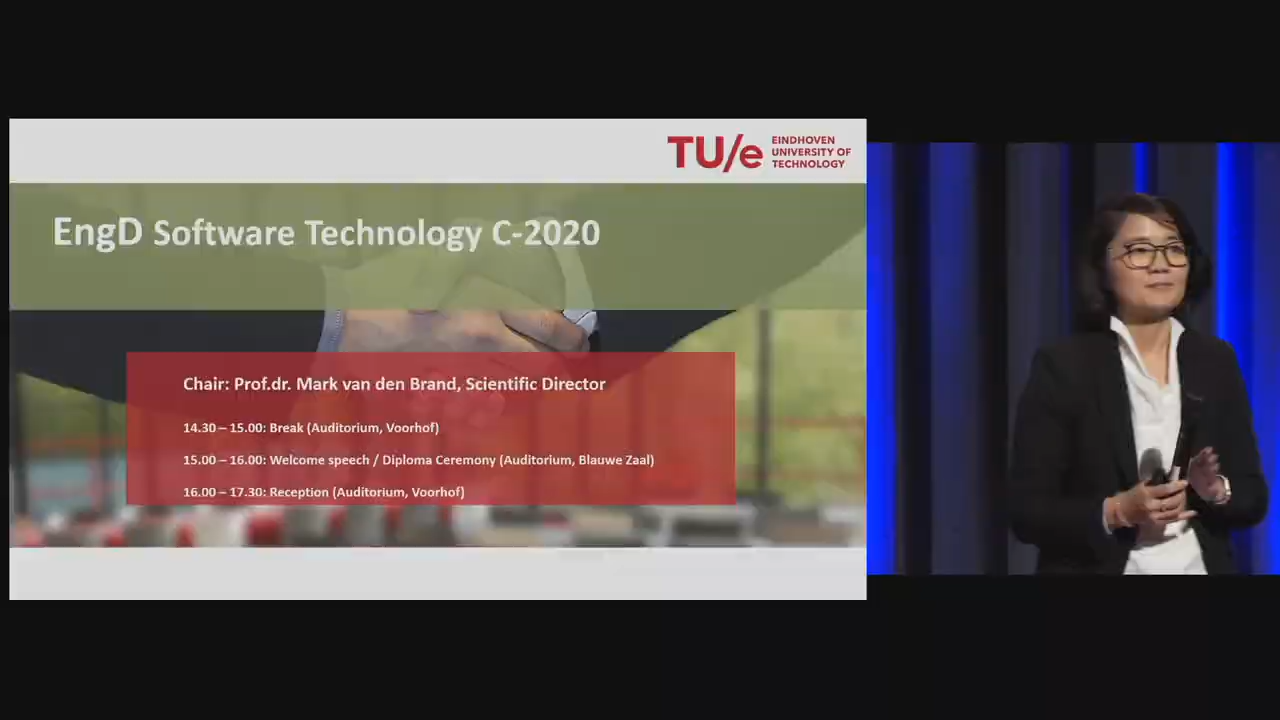 TU/e EINDHOVEN
UNIVERSITY OF
TECHNOLOGY
EngD Software Technology C-2020
Chair: Prof.dr. Mark van den Brand, Scientific Director
14.30 – 15.00: Break (Auditorium, Voorhof)
15.00 – 16.00: Welcome speech / Diploma Ceremony (Auditorium, Blauwe Zaal)
16.00 – 17.30: Reception (Auditorium, Voorhof)